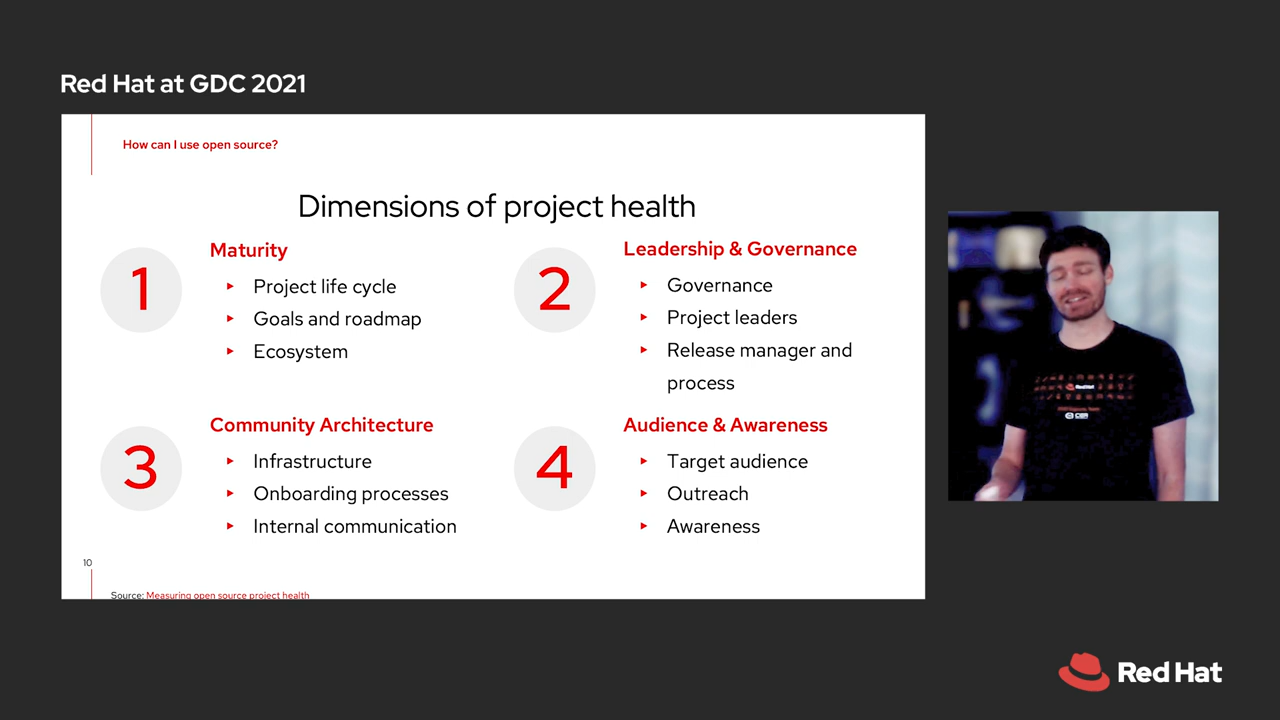 Red Hat at GDC 2021
How can I use open source?
Dimensions of project health
1
Maturity
Project life cycle
Goals and roadmap
Ecosystem
2
Leadership & Governance
Governance
Project leaders
Release manager and
process
3
Community Architecture
Infrastructure
Onboarding processes
Internal communication
4
Audience & Awareness
Target audience
Outreach
Awareness
10
Source: Measuring open source project health
Red Hat
Red Hat